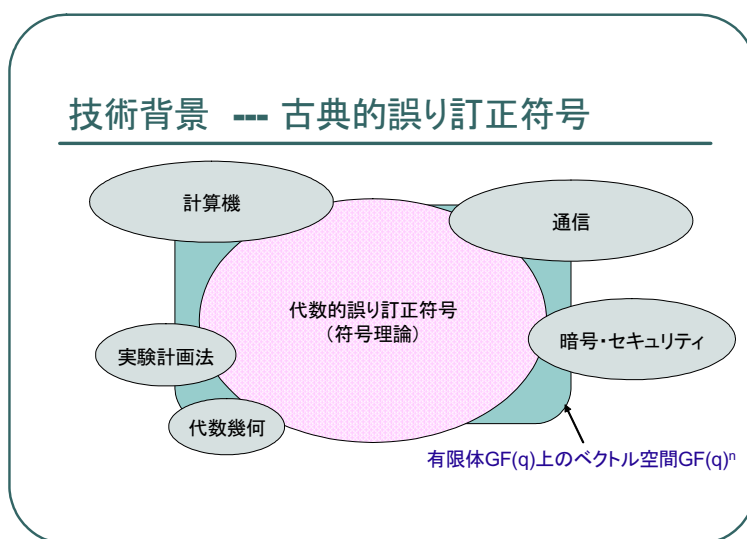 技術背景 --- 古典的誤り訂正符号
計算機
通信
代数的誤り訂正符号
(符号理論)
実験計画法
暗号・セキュリティ
代数幾何
有限体GF(q)上のベクトル空間GF(q)ⁿ